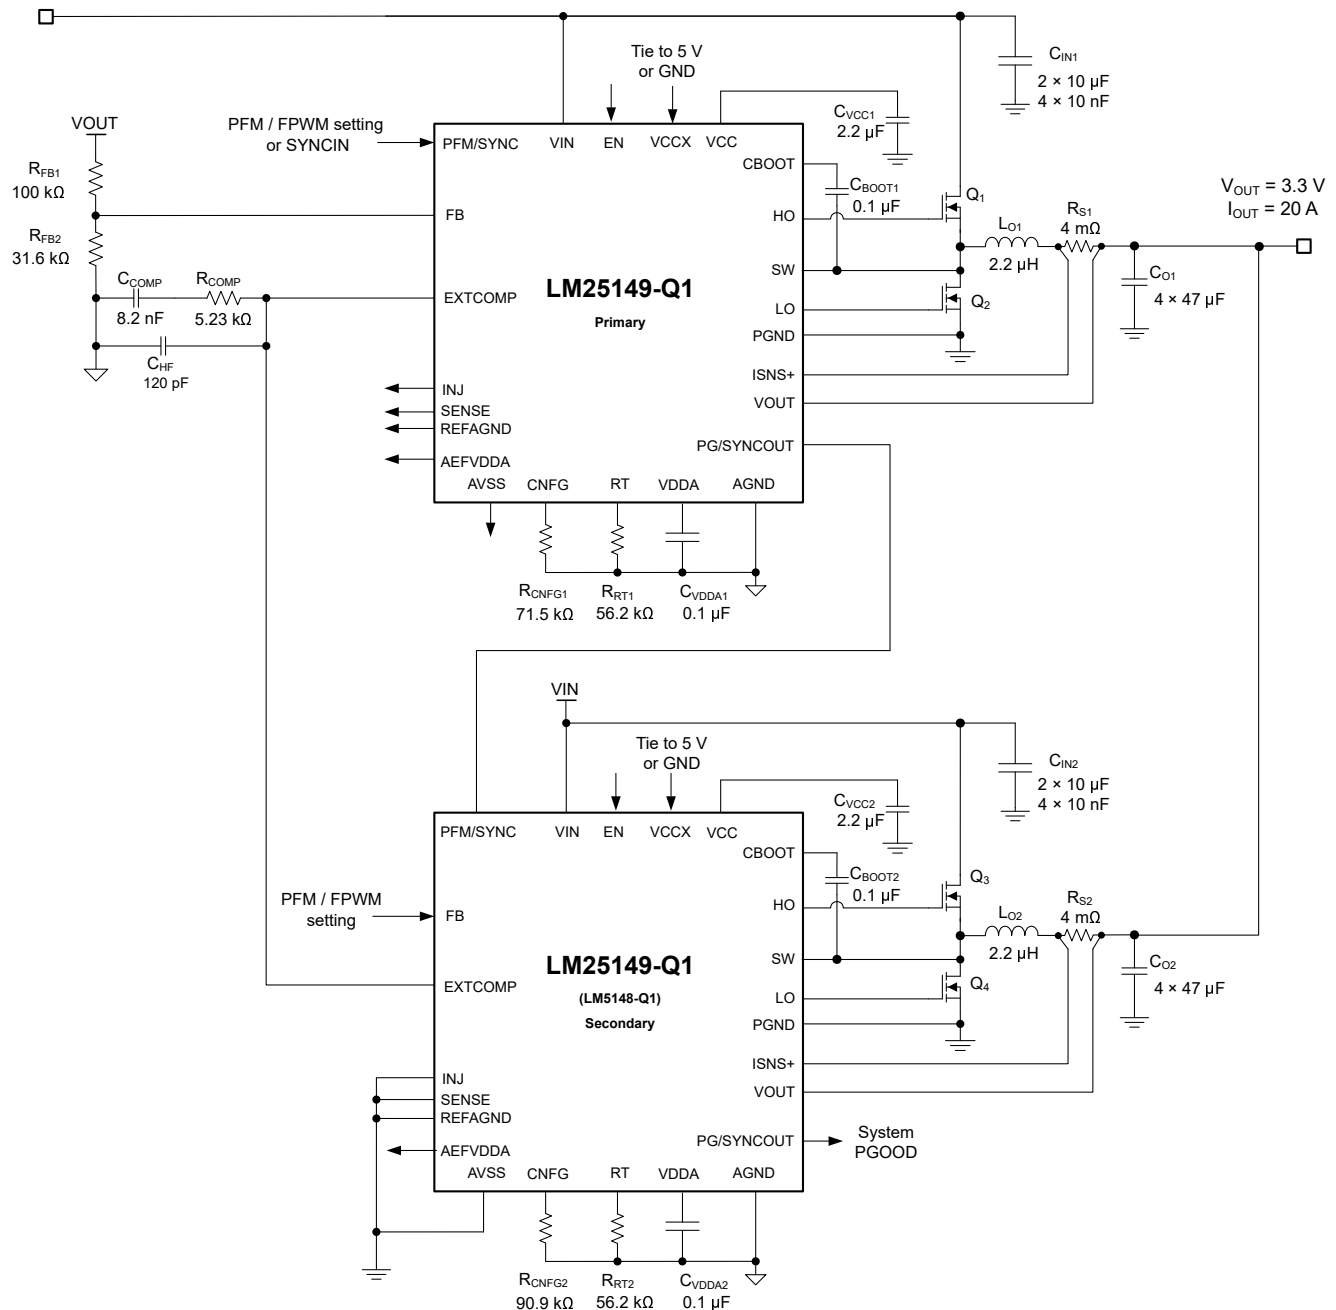 CIN1
2 × 10 µF
4 × 10 nF
Tie to 5 V
or GND
CVCC1
2.2 µF
VOUT
PFM / FPWM setting
or SYNCIN
PFM/SYNC
VIN
EN
VCCX
VCC
CBOOT
RFB1
100 kΩ
CBOOT1
0.1 µF
Q1
VOUT = 3.3 V
IOUT = 20 A
FB
HO
RS1
4 mΩ
LO1
2.2 µH
RFB2
31.6 kΩ
CCOMP
8.2 nF
RCOMP
5.23 kΩ
EXTCOMP
LM25149-Q1
Primary
SW
LO
Q2
CO1
4 × 47 µF
PGND
CHF
120 pF
ISNS+
INJ
VOUT
SENSE
REFAGND
PG/SYNCOUT
AEFVDDA
AVSS
CNFG
RT
VDDA
AGND
RCNFG1
71.5 kΩ
RRT1
56.2 kΩ
CVDDA1
0.1 µF
VIN
Tie to 5 V
or GND
CIN2
2 × 10 µF
4 × 10 nF
CVCC2
2.2 µF
PFM/SYNC
VIN
EN
VCCX
VCC
CBOOT
CBOOT2
0.1 µF
Q3
PFM / FPWM
setting
FB
HO
RS2
4 mΩ
LO2
2.2 µH
SW
LM25149-Q1
(LM5148-Q1)
Secondary
EXTCOMP
LO
Q4
CO2
4 × 47 µF
PGND
ISNS+
INJ
VOUT
SENSE
REFAGND
PG/SYNCOUT
System
PGOOD
AEFVDDA
AVSS
CNFG
RT
VDDA
AGND
RCNFG2
90.9 kΩ
RRT2
56.2 kΩ
CVDDA2
0.1 µF